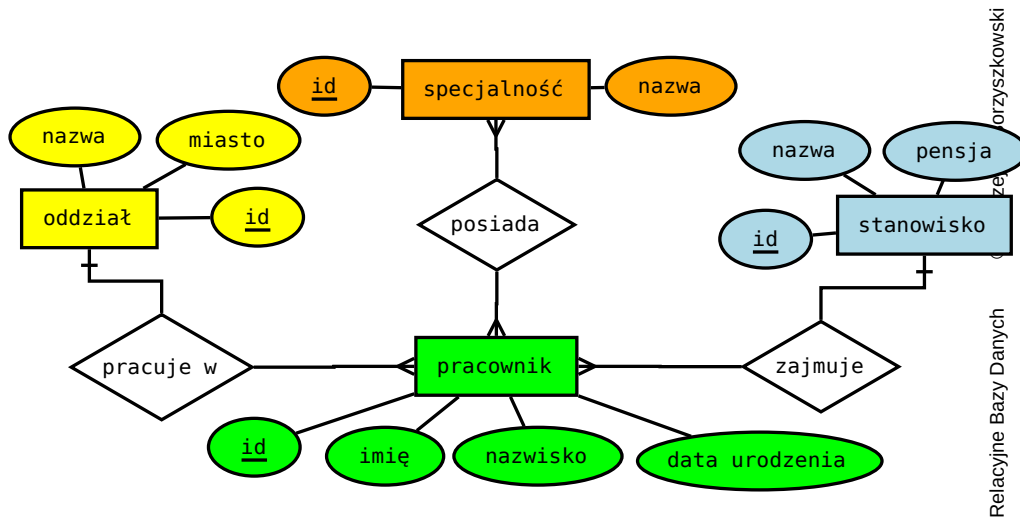 id
specjalność
nazwa
nazwa
miasto
oddział
id
posiada
nazwa
pensja
id
stanowisko
pracuje w
pracownik
zajmuje
id
imię
nazwisko
data urodzenia
Relacyjne Bazy Danych